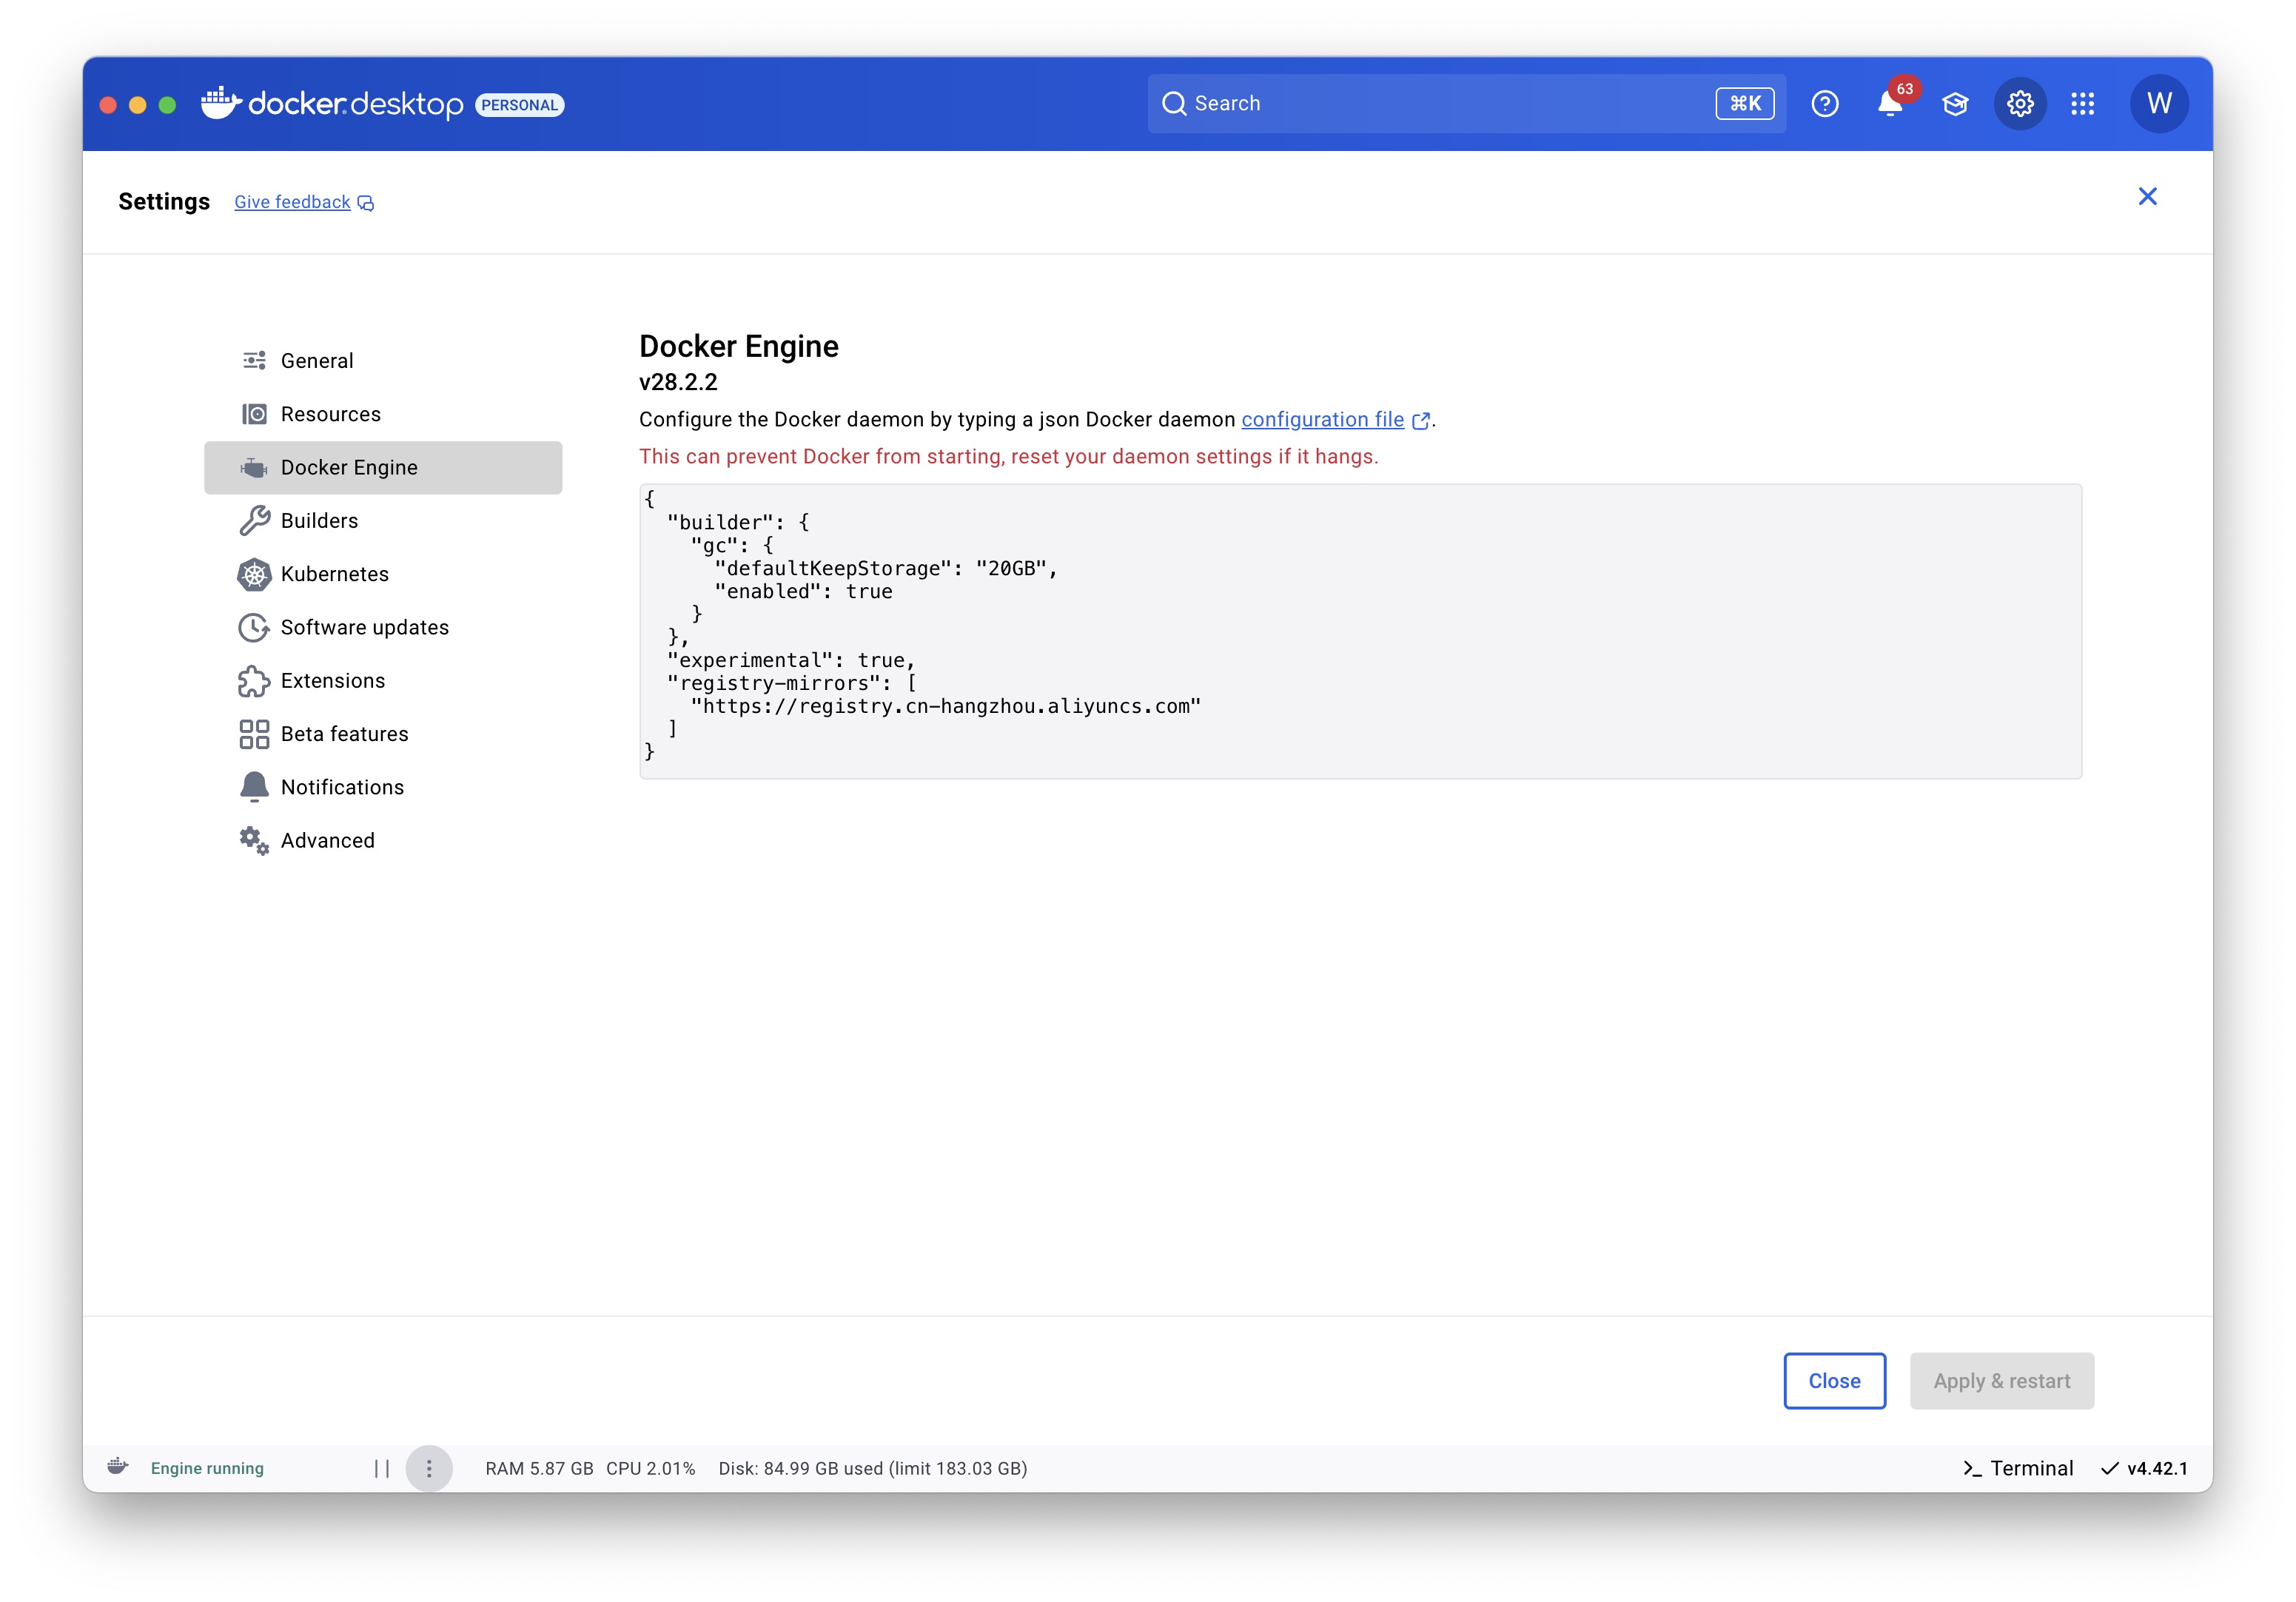 docker desktop PERSONAL
Search
⌘K
63
W
Settings
Give feedback
General
Resources
Docker Engine
Builders
Kubernetes
Software updates
Extensions
Beta features
Notifications
Advanced
Docker Engine
v28.2.2
Configure the Docker daemon by typing a json Docker daemon configuration file.
This can prevent Docker from starting, reset your daemon settings if it hangs.
{
  "builder": {
    "gc": {
      "defaultKeepStorage": "20GB",
      "enabled": true
    }
  },
  "experimental": true,
  "registry-mirrors": [
    "https://registry.cn-hangzhou.aliyuncs.com"
  ]
}
Close
Apply & restart
Engine running
RAM 5.87 GB CPU 2.01% Disk: 84.99 GB used (limit 183.03 GB)
>_ Terminal
v4.42.1